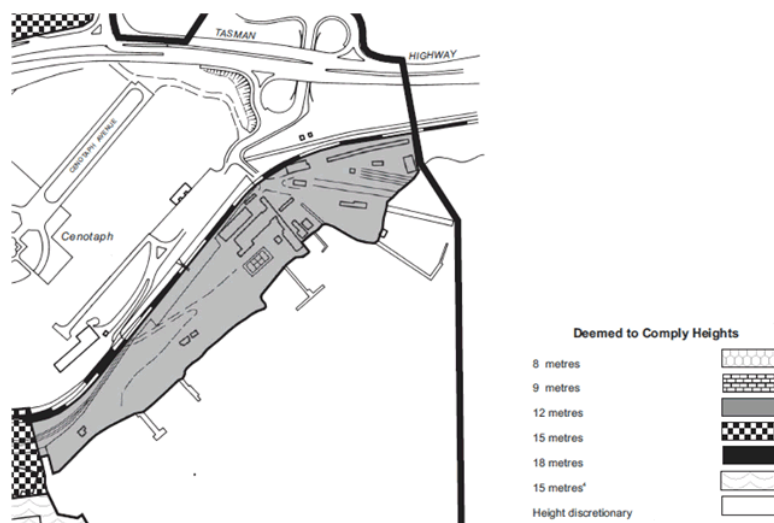 TASMAN
HIGHWAY
CENOTAPH AVENUE
Cenotaph
Deemed to Comply Heights
8 metres
9 metres
12 metres
15 metres
18 metres
15 metres⁴
Height discretionary